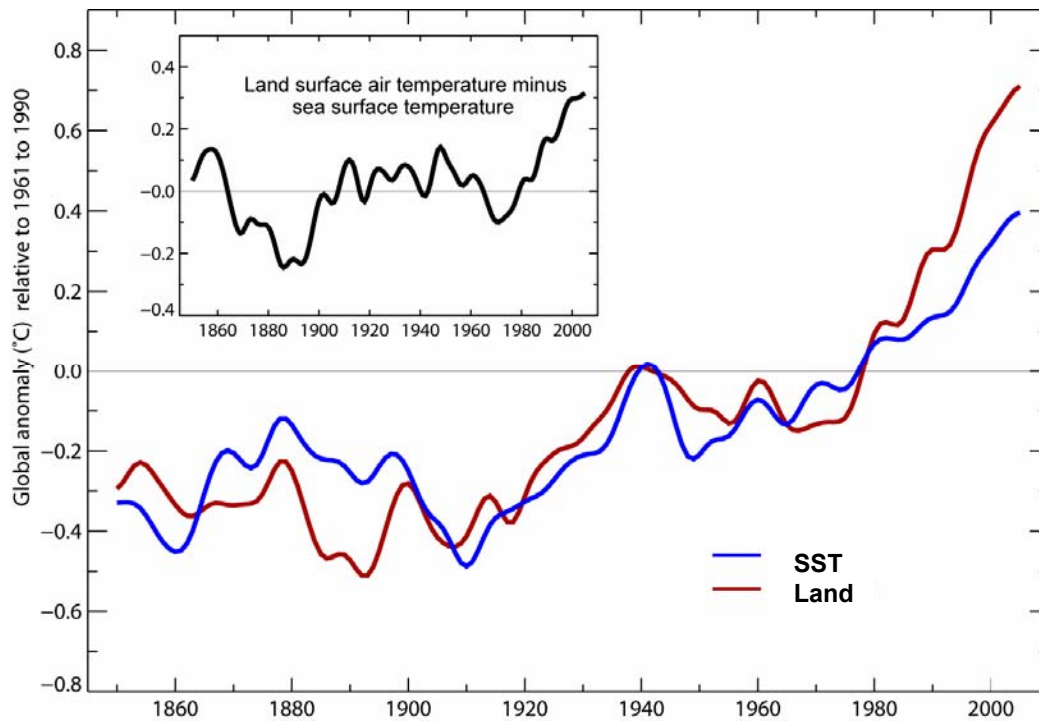 Global anomaly (°C) relative to 1961 to 1990
0.8
0.6
0.4
0.2
0.0
−0.2
−0.4
−0.6
−0.8
Land surface air temperature minus
sea surface temperature
0.4
0.2
−0.0
−0.2
−0.4
1860 1880 1900 1920 1940 1960 1980 2000
SST
Land
1860 1880 1900 1920 1940 1960 1980 2000